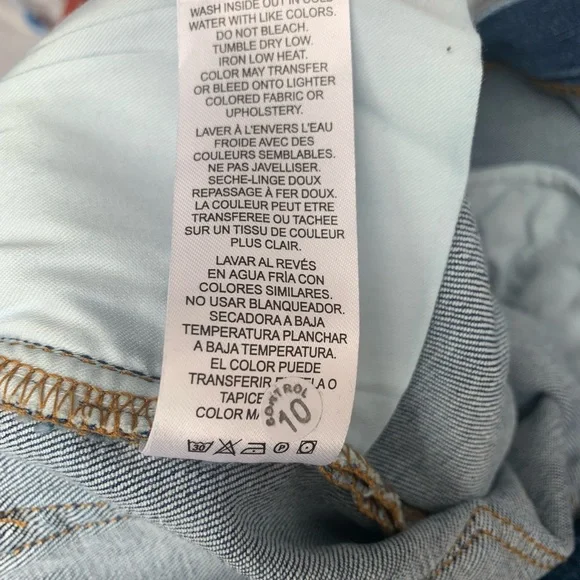 WASH INSIDE OUT IN COLD
WATER WITH LIKE COLORS.
DO NOT BLEACH.
TUMBLE DRY LOW.
IRON LOW HEAT.
COLOR MAY TRANSFER
OR BLEED ONTO LIGHTER
COLORED FABRIC OR
UPHOLSTERY.
LAVER À L'ENVERS L'EAU
FROIDE AVEC DES
COULEURS SEMBLABLES.
NE PAS JAVELLISER.
SECHE-LINGE DOUX
REPASSAGE À FER DOUX.
LA COULEUR PEUT ETRE
TRANSFEREE OU TACHEE
SUR UN TISSU DE COULEUR
PLUS CLAIR.
LAVAR AL REVÉS
EN AGUA FRÍA CON
COLORES SIMILARES.
NO USAR BLANQUEADOR.
SECADORA A BAJA
TEMPERATURA PLANCHAR
A BAJA TEMPERATURA.
EL COLOR PUEDE
TRANSFERIR LA O
TAPICE
COLOR
CONTROL
10
30 P